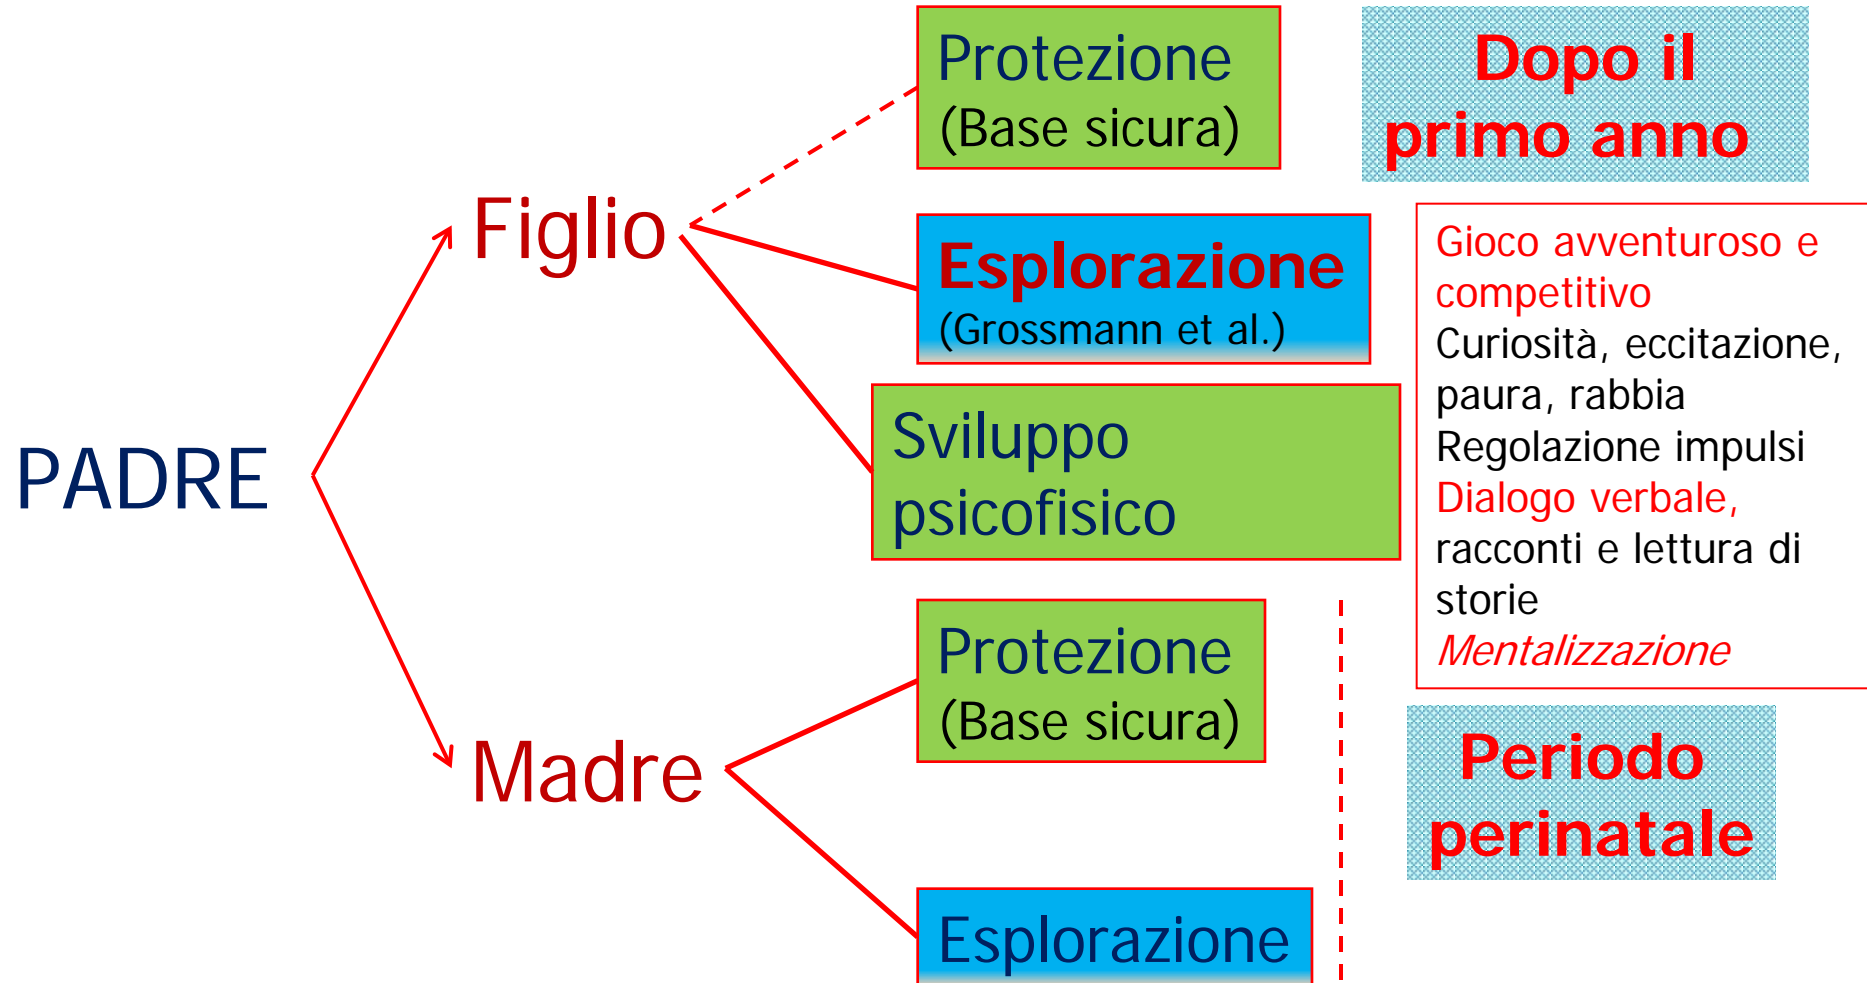 PADRE
Figlio
Protezione
(Base sicura)
Esplorazione
(Grossmann et al.)
Sviluppo
psicofisico
Dopo il
primo anno
Gioco avventuroso e
competitivo
Curiosità, eccitazione,
paura, rabbia
Regolazione impulsi
Dialogo verbale,
racconti e lettura di
storie
Mentalizzazione
Madre
Protezione
(Base sicura)
Esplorazione
Periodo
perinatale